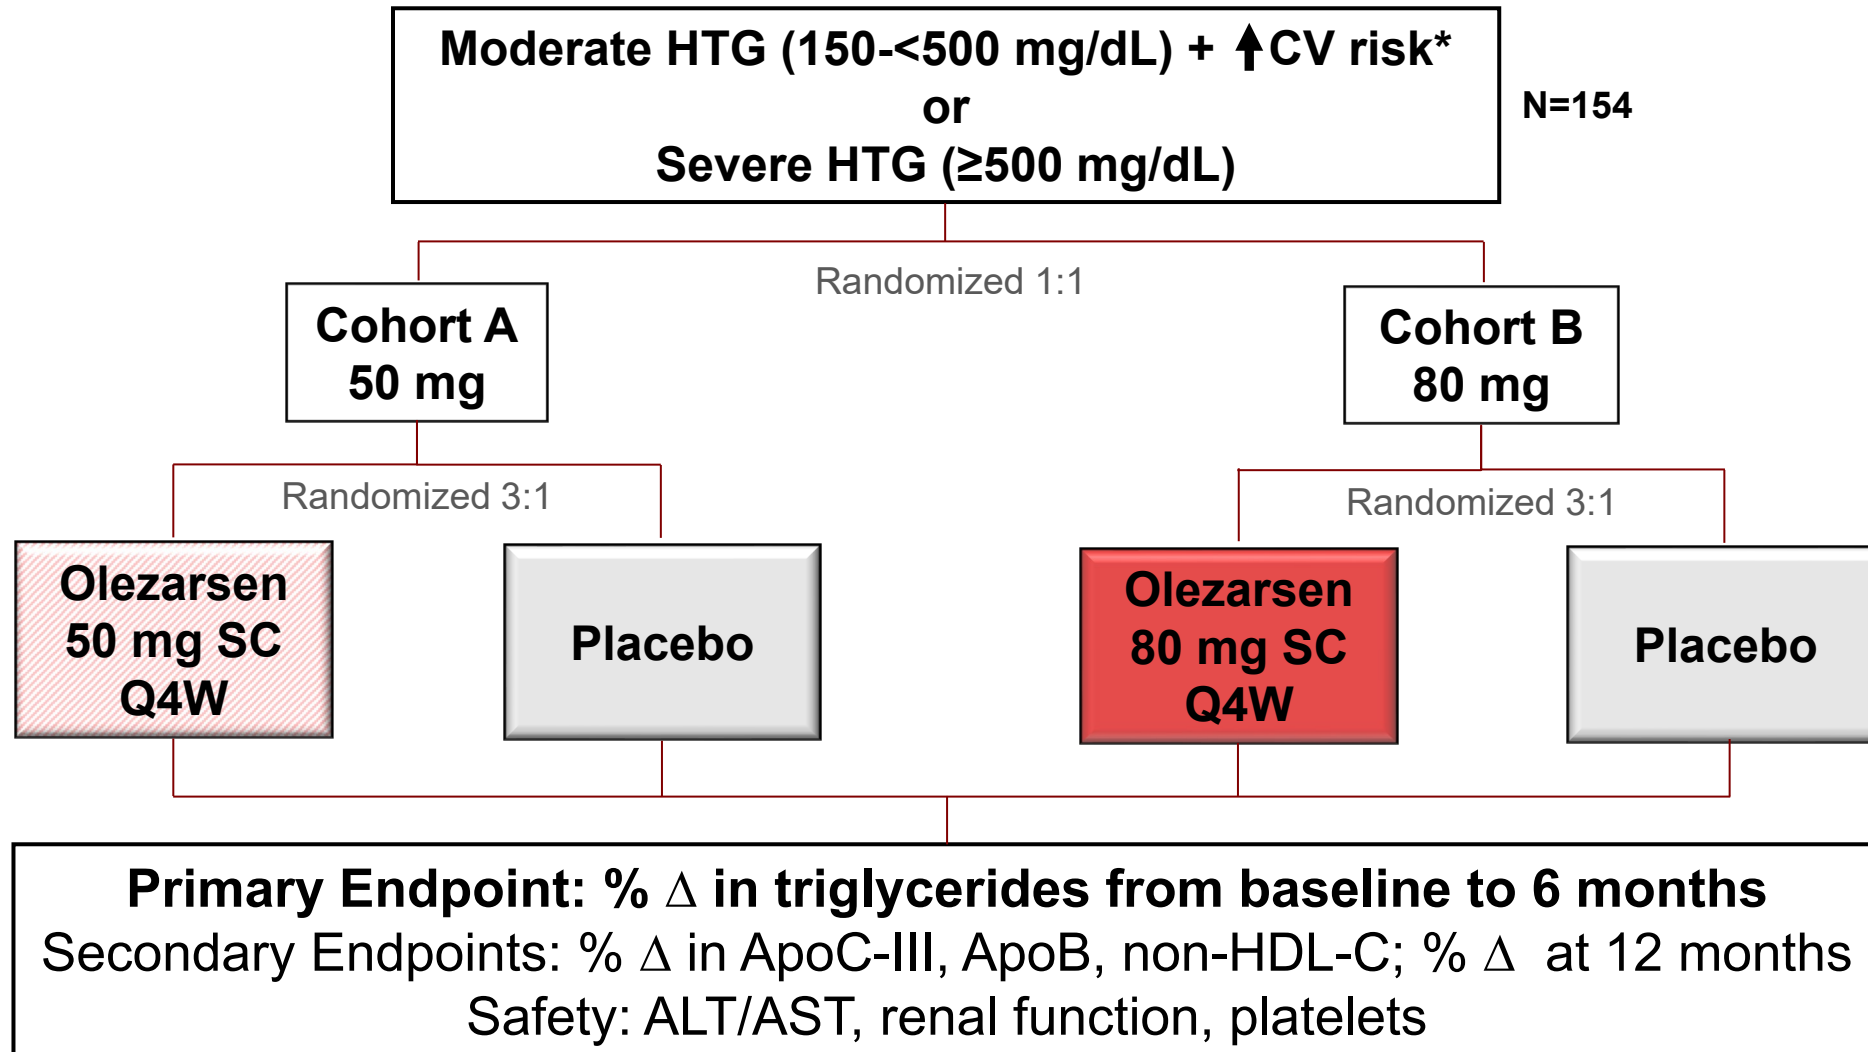 Moderate HTG (150-<500 mg/dL) + ⬆CV risk*
or
Severe HTG (≥500 mg/dL)
N=154
Randomized 1:1
Cohort A
50 mg
Cohort B
80 mg
Randomized 3:1
Randomized 3:1
Olezarsen
50 mg SC
Q4W
Placebo
Olezarsen
80 mg SC
Q4W
Placebo
Primary Endpoint: % Δ in triglycerides from baseline to 6 months
Secondary Endpoints: % Δ in ApoC-III, ApoB, non-HDL-C; % Δ at 12 months
Safety: ALT/AST, renal function, platelets